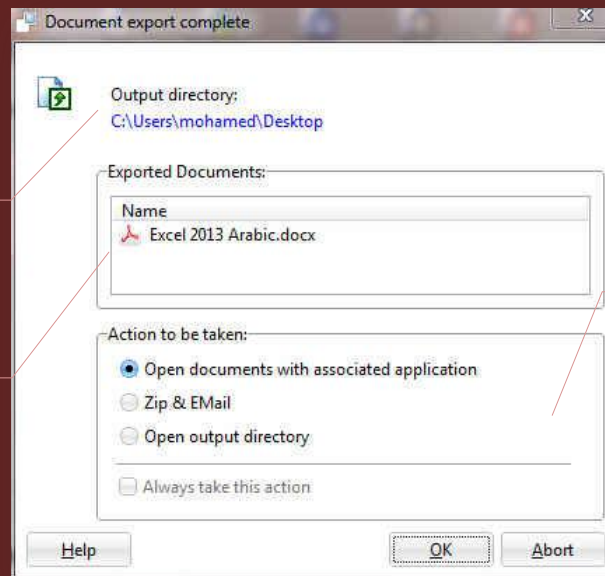 Document export complete
Output directory:
C:\Users\mohamed\Desktop
Exported Documents:
Name
Excel 2013 Arabic.docx
Action to be taken:
Open documents with associated application
Zip & EMail
Open output directory
Always take this action
Help OK Abort